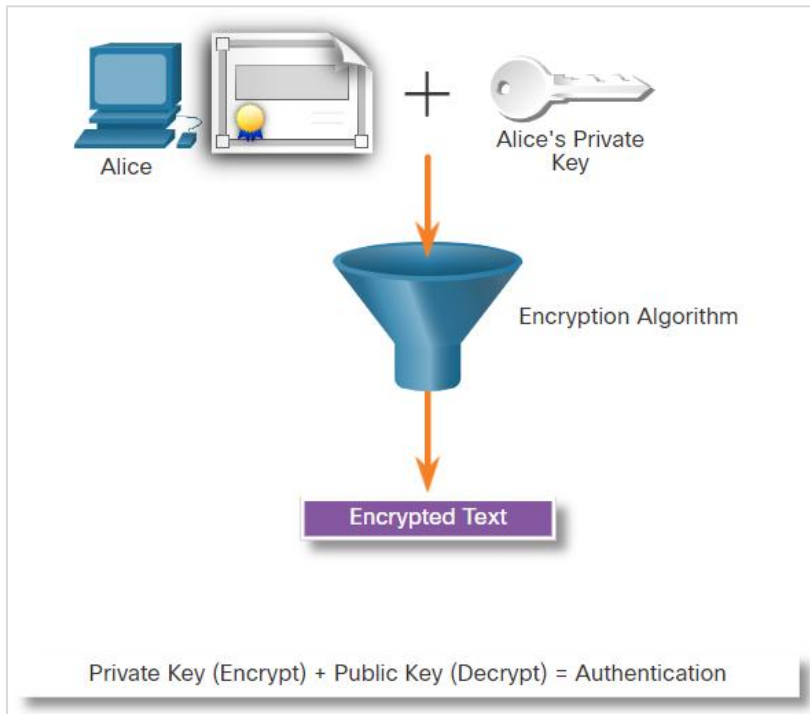 Alice
Alice's Private
Key
Encryption Algorithm
Encrypted Text
Private Key (Encrypt) + Public Key (Decrypt) = Authentication